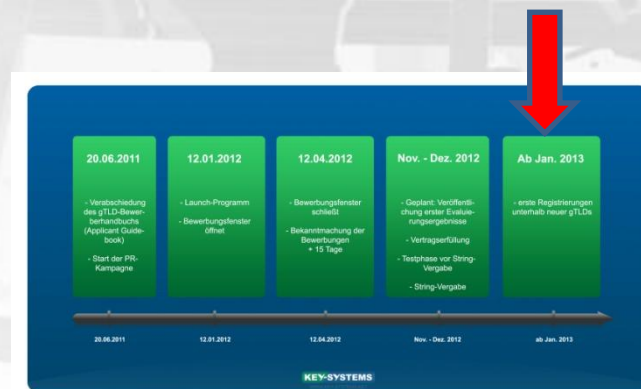 20.06.2011
- Verabschiedung
des gTLD-Bewer-
berhandbuchs
(Applicant Guide-
book)
- Start der PR-
Kampagne
12.01.2012
- Launch-Programm
- Bewerbungsfenster
öffnet
12.04.2012
- Bewerbungsfenster
schließt
- Bekanntmachung der
Bewerbungen
+ 15 Tage
Nov. - Dez. 2012
- Geplant: Veröffentli-
chung erster Evaluie-
rungsergebnisse
- Vertragserfüllung
- Testphase vor String-
Vergabe
- String-Vergabe
Ab Jan. 2013
- erste Registrierungen
unterhalb neuer gTLDs
20.06.2011
12.01.2012
12.04.2012
Nov. - Dez. 2012
ab Jan. 2013
KEY-SYSTEMS